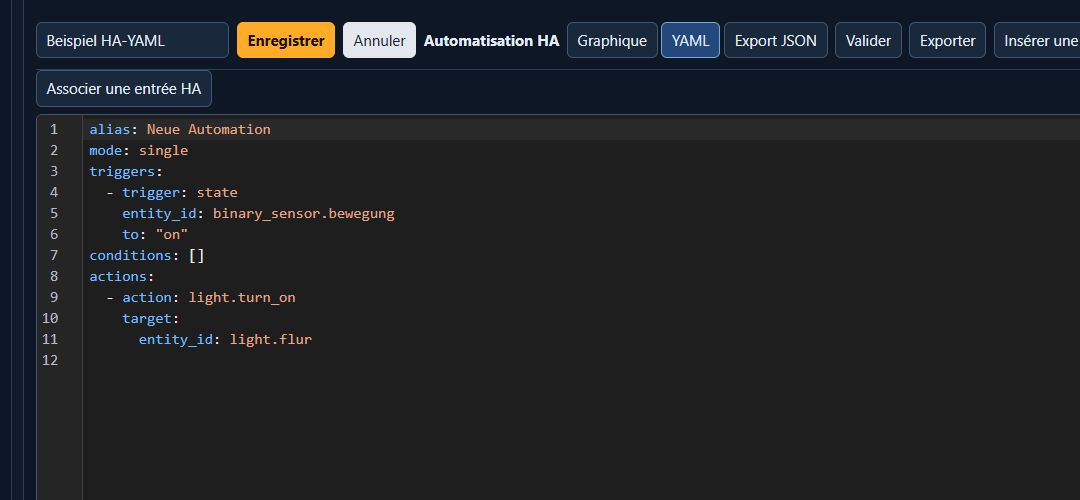 Beispiel HA-YAML Enregistrer Annuler Automatisation HA Graphique YAML Export JSON Valider Exporter Insérer une
Associer une entrée HA
1 alias: Neue Automation
2 mode: single
3 triggers:
4   - trigger: state
5     entity_id: binary_sensor.bewegung
6     to: "on"
7 conditions: []
8 actions:
9   - action: light.turn_on
10     target:
11       entity_id: light.flur
12